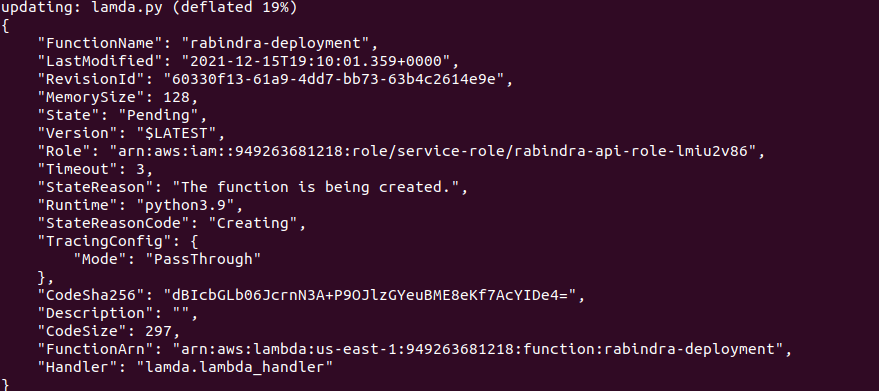 updating: lamda.py (deflated 19%)
{
    "FunctionName": "rabindra-deployment",
    "LastModified": "2021-12-15T19:10:01.359+0000",
    "RevisionId": "60330f13-61a9-4dd7-bb73-63b4c2614e9e",
    "MemorySize": 128,
    "State": "Pending",
    "Version": "$LATEST",
    "Role": "arn:aws:iam::949263681218:role/service-role/rabindra-api-role-lmiu2v86",
    "Timeout": 3,
    "StateReason": "The function is being created.",
    "Runtime": "python3.9",
    "StateReasonCode": "Creating",
    "TracingConfig": {
        "Mode": "PassThrough"
    },
    "CodeSha256": "dBIcbGLb06JcrnN3A+P9OJlzGYeuBME8eKf7AcYIDe4=",
    "Description": "",
    "CodeSize": 297,
    "FunctionArn": "arn:aws:lambda:us-east-1:949263681218:function:rabindra-deployment",
    "Handler": "lamda.lambda_handler"
}